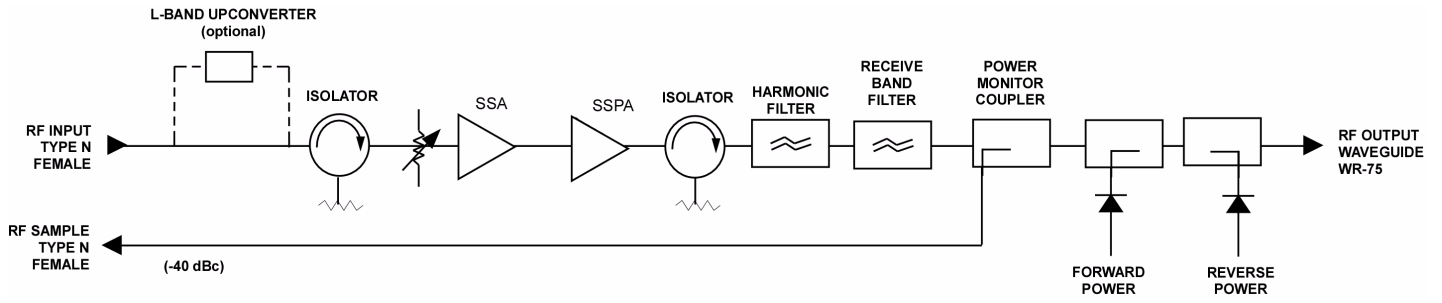 L-BAND UPCONVERTER
(optional)
ISOLATOR
SSA
SSPA
ISOLATOR
HARMONIC
FILTER
RECEIVE
BAND
FILTER
POWER
MONITOR
COUPLER
RF INPUT
TYPE N
FEMALE
RF OUTPUT
WAVEGUIDE
WR-75
RF SAMPLE
TYPE N
FEMALE
(-40 dBc)
FORWARD
POWER
REVERSE
POWER